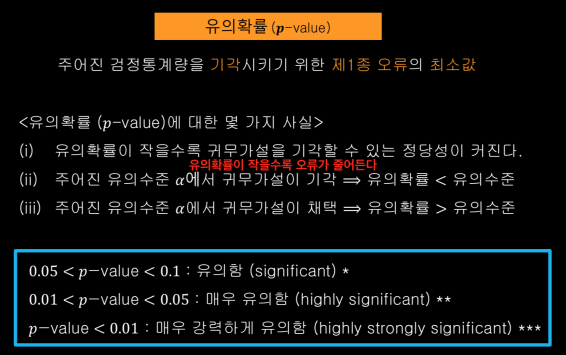 유의확률 (p-value)
주어진 검정통계량을 기각시키기 위한 제1종 오류의 최소값
<유의확률 (p-value)에 대한 몇 가지 사실>
(i) 유의확률이 작을수록 귀무가설을 기각할 수 있는 정당성이 커진다.
유의확률이 작을수록 오류가 줄어든다
(ii) 주어진 유의수준 α에서 귀무가설이 기각 ⟹ 유의확률 < 유의수준
(iii) 주어진 유의수준 α에서 귀무가설이 채택 ⟹ 유의확률 > 유의수준
0.05 < p-value < 0.1 : 유의함 (significant) *
0.01 < p-value < 0.05 : 매우 유의함 (highly significant) **
p-value < 0.01 : 매우 강력하게 유의함 (highly strongly significant) ***